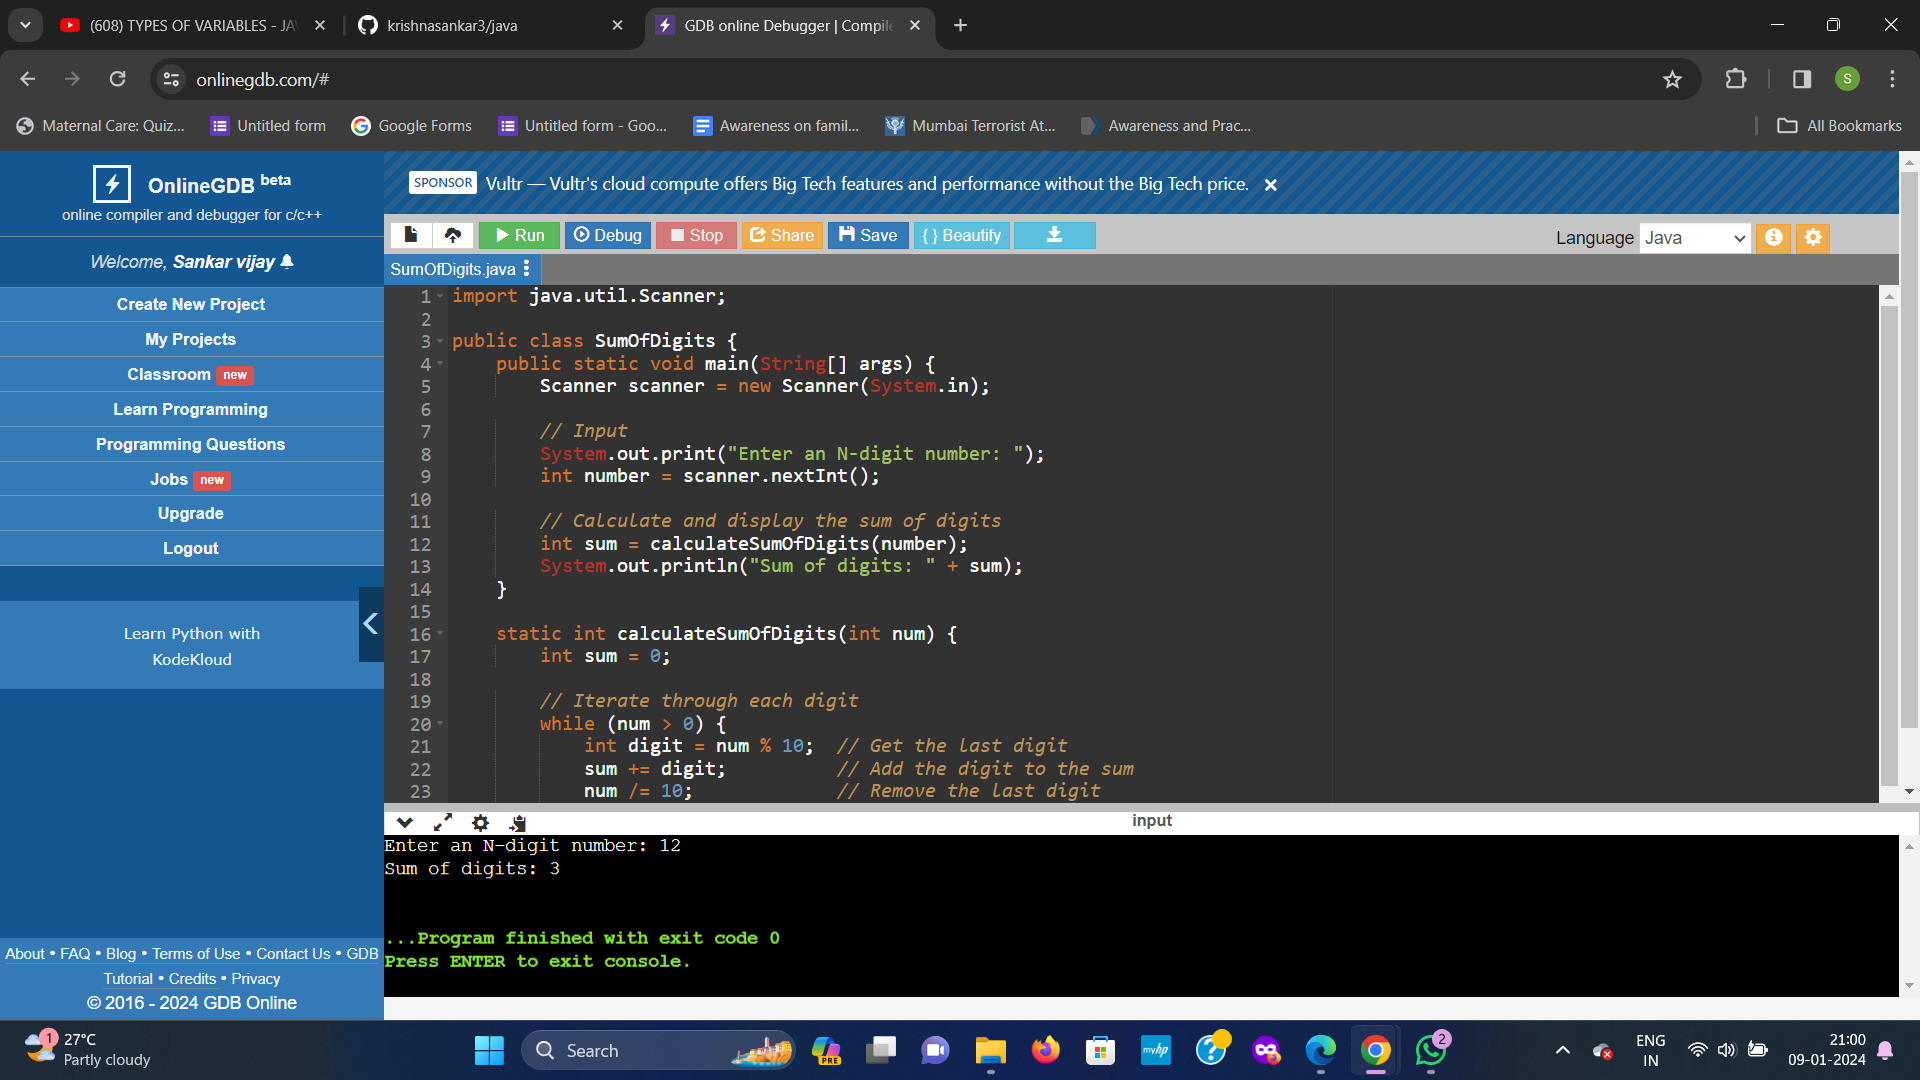 (608) TYPES OF VARIABLES - JA
krishnasankar3/java
GDB online Debugger | Compile
onlinegdb.com/#
S
Maternal Care: Quiz...
Untitled form
Google Forms
Untitled form - Goo...
Awareness on famil...
Mumbai Terrorist At...
Awareness and Prac...
All Bookmarks
OnlineGDB beta
online compiler and debugger for c/c++
Welcome, Sankar vijay
Create New Project
My Projects
Classroom new
Learn Programming
Programming Questions
Jobs new
Upgrade
Logout
Learn Python with
KodeKloud
About • FAQ • Blog • Terms of Use • Contact Us • GDB
Tutorial • Credits • Privacy
© 2016 - 2024 GDB Online
SPONSOR Vultr — Vultr's cloud compute offers Big Tech features and performance without the Big Tech price.
Run Debug Stop Share Save { } Beautify
Language Java
SumOfDigits.java
1 import java.util.Scanner;
2
3 public class SumOfDigits {
4 public static void main(String[] args) {
5 Scanner scanner = new Scanner(System.in);
6
7 // Input
8 System.out.print("Enter an N-digit number: ");
9 int number = scanner.nextInt();
10
11 // Calculate and display the sum of digits
12 int sum = calculateSumOfDigits(number);
13 System.out.println("Sum of digits: " + sum);
14 }
15
16 static int calculateSumOfDigits(int num) {
17 int sum = 0;
18
19 // Iterate through each digit
20 while (num > 0) {
21 int digit = num % 10; // Get the last digit
22 sum += digit; // Add the digit to the sum
23 num /= 10; // Remove the last digit
input
Enter an N-digit number: 12
Sum of digits: 3
...Program finished with exit code 0
Press ENTER to exit console.
1
27°C
Partly cloudy
Search
PRE
myhp
2
ENG
IN
21:00
09-01-2024